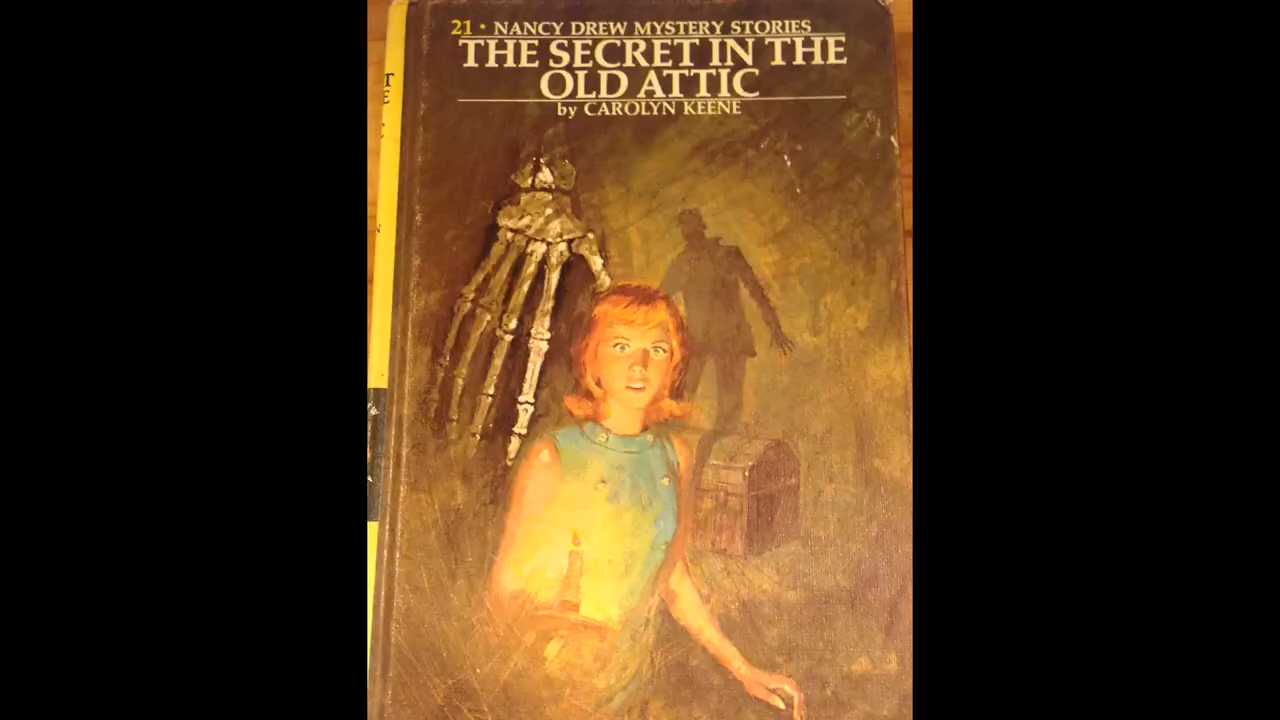 21 • NANCY DREW MYSTERY STORIES
THE SECRET IN THE
OLD ATTIC
by CAROLYN KEENE